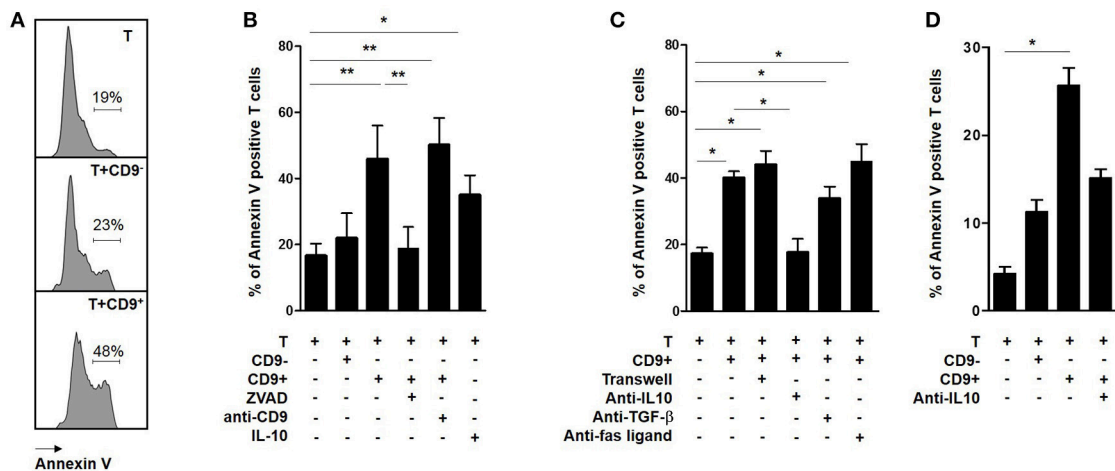 A
T
19%
T+CD9-
23%
T+CD9+
48%
Annexin V
B
% of Annexin V positive T cells
80
60
40
20
0
*
**
**
**
T + + + + + +
CD9- - + - - - -
CD9+ - - + + + -
ZVAD - - - + - -
anti-CD9 - - - - + -
IL-10 - - - - - +
C
% of Annexin V positive T cells
80
60
40
20
0
*
*
*
*
*
T + + + + + +
CD9+ - + + + + +
Transwell - - + - - -
Anti-IL10 - - - + - -
Anti-TGF-β - - - - + -
Anti-fas ligand - - - - - +
D
% of Annexin V positive T cells
30
20
10
0
*
T + + + +
CD9- - + - -
CD9+ - - + +
Anti-IL10 - - - +